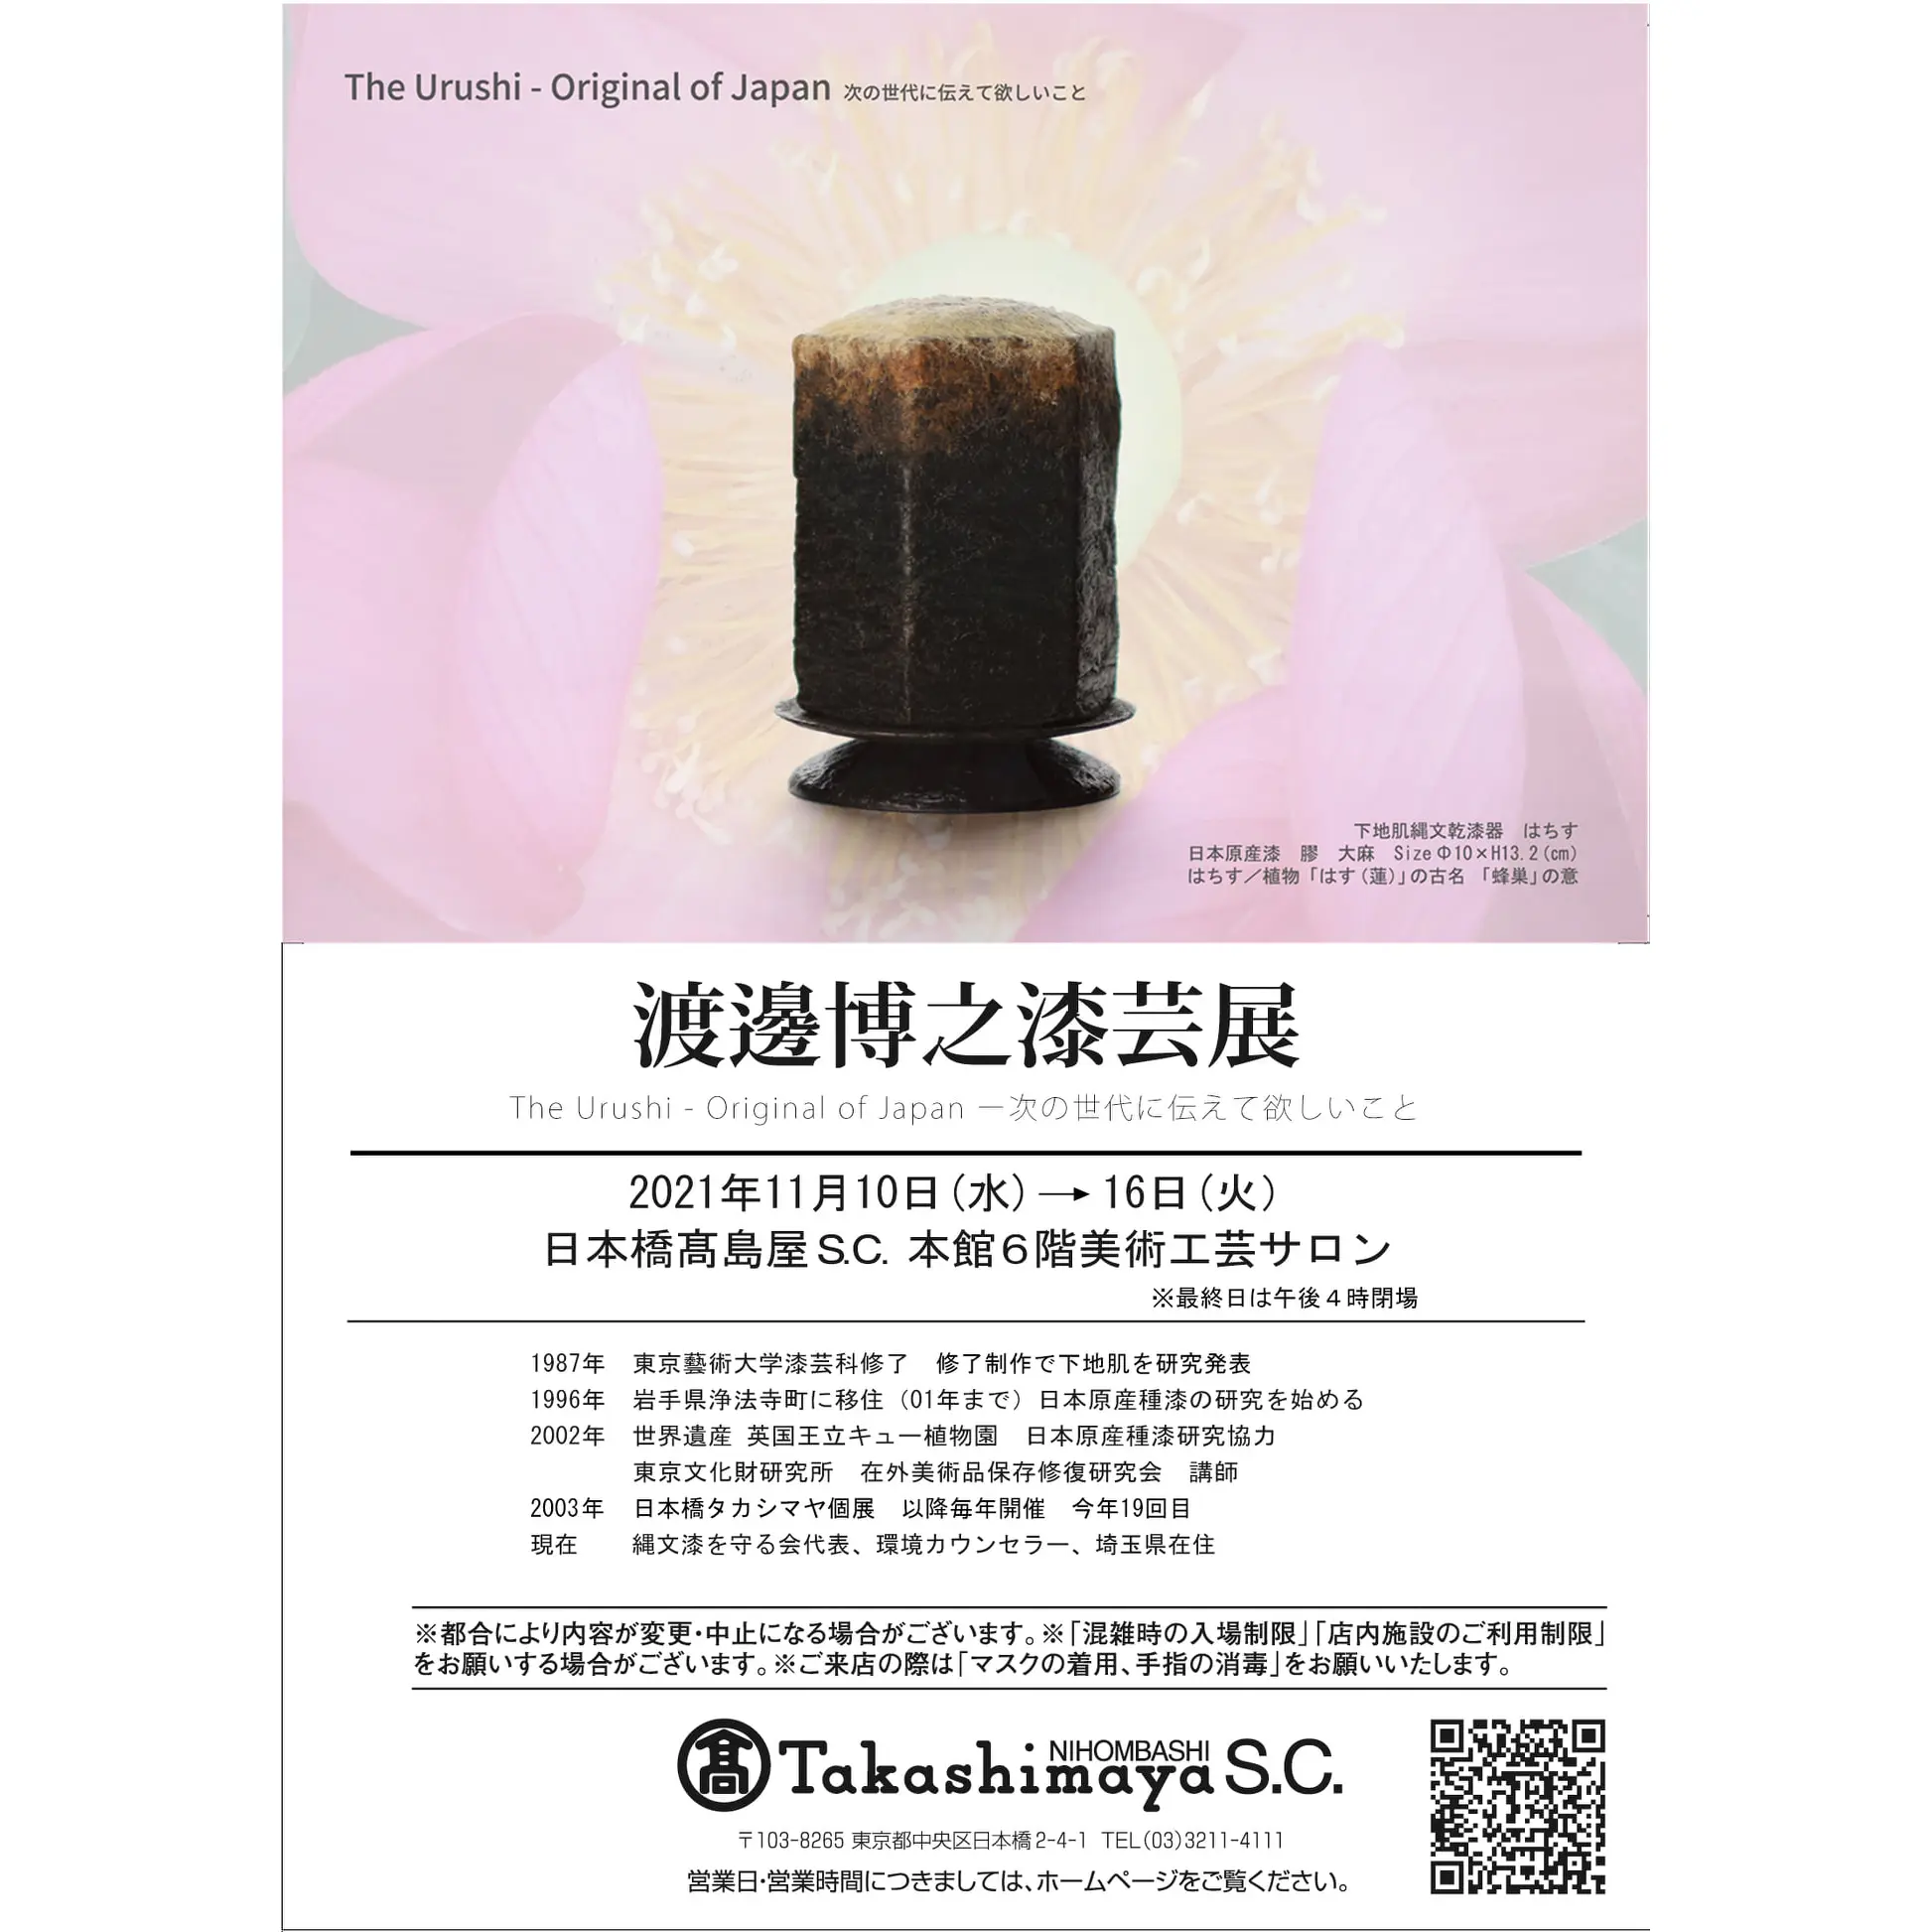 The Urushi - Original of Japan 次の世代に伝えて欲しいこと
下地肌縄文乾漆器　はちす
日本原産漆　膠　大麻　Size Φ10×H13.2(cm)
はちす／植物「はす(蓮)」の古名　「蜂巣」の意
渡邊博之漆芸展
The Urushi - Original of Japan ―次の世代に伝えて欲しいこと
2021年11月10日(水)→16日(火)
日本橋髙島屋S.C. 本館6階美術工芸サロン
※最終日は午後４時閉場
1987年　東京藝術大学漆芸科修了　修了制作で下地肌を研究発表
1996年　岩手県浄法寺町に移住（01年まで）日本原産種漆の研究を始める
2002年　世界遺産 英国王立キュー植物園　日本原産種漆研究協力
東京文化財研究所　在外美術品保存修復研究会　講師
2003年　日本橋タカシマヤ個展　以降毎年開催　今年19回目
現在　縄文漆を守る会代表、環境カウンセラー、埼玉県在住
※都合により内容が変更・中止になる場合がございます。※「混雑時の入場制限」「店内施設のご利用制限」
をお願いする場合がございます。※ご来店の際は「マスクの着用、手指の消毒」をお願いいたします。
髙 Takashimaya NIHOMBASHI S.C.
〒103-8265 東京都中央区日本橋2-4-1 TEL(03)3211-4111
営業日・営業時間につきましては、ホームページをご覧ください。